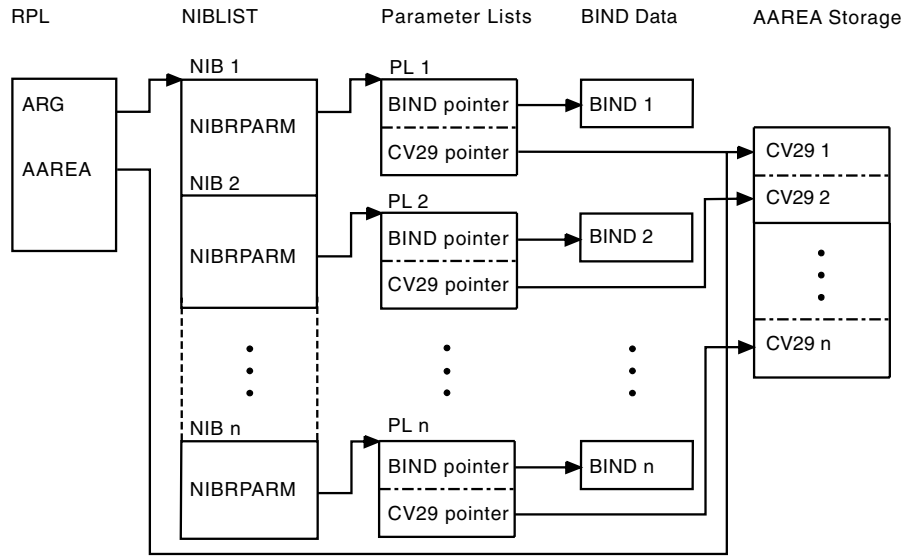 RPL
NIBLIST
Parameter Lists
BIND Data
AAREA Storage
ARG
AAREA
NIB 1
NIBRPARM
NIB 2
NIBRPARM
NIB n
NIBRPARM
PL 1
BIND pointer
CV29 pointer
PL 2
BIND pointer
CV29 pointer
PL n
BIND pointer
CV29 pointer
BIND 1
BIND 2
BIND n
CV29 1
CV29 2
CV29 n